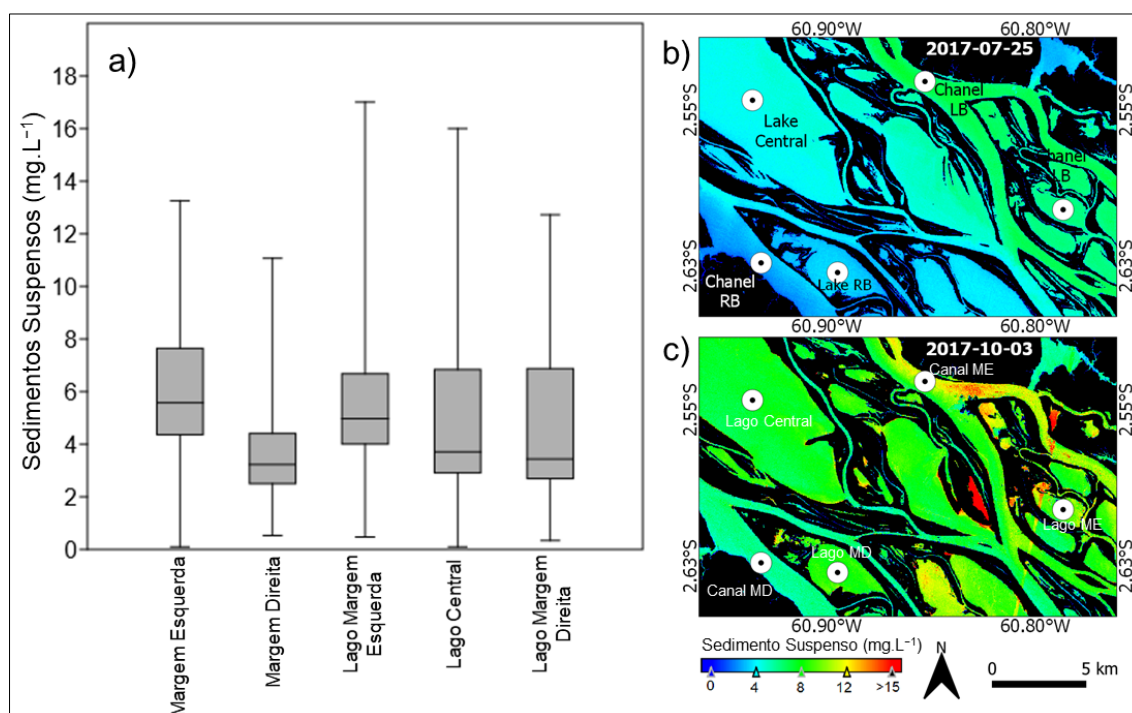 a)
Sedimentos Suspensos (mg.L⁻¹)
18
16
14
12
10
8
6
4
2
0
Margem Esquerda
Margem Direita
Lago Margem
Esquerda
Lago Central
Lago Margem
Direita
b)
60.90°W 60.80°W
2017-07-25
Chanel
LB
Lake
Central
hanel
LB
Chanel
RB
Lake RB
2.55°S 2.55°S
2.63°S 2.63°S
60.90°W 60.80°W
c)
2017-10-03
Canal ME
Lago Central
Lago ME
Lago MD
Canal MD
2.55°S 2.55°S
2.63°S 2.63°S
60.90°W 60.80°W
Sedimento Suspenso (mg.L⁻¹)
0 4 8 12 >15
N
0 5 km